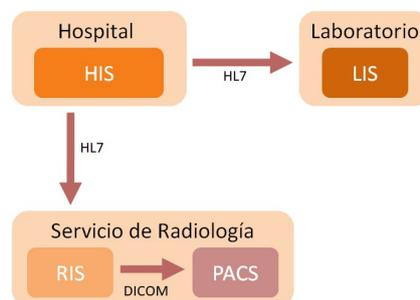 Hospital
HIS
HL7
Laboratorio
LIS
HL7
Servicio de Radiología
RIS
DICOM
PACS